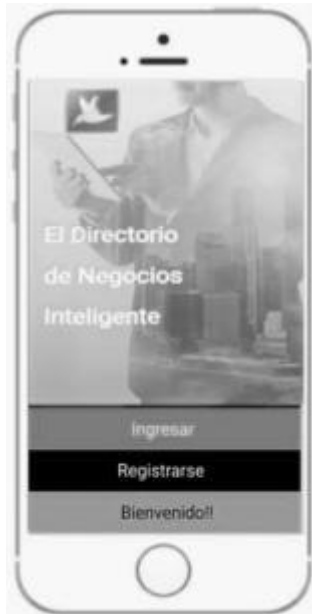 El Directorio
de Negocios
Inteligente
Ingresar
Registrarse
Bienvenido!!